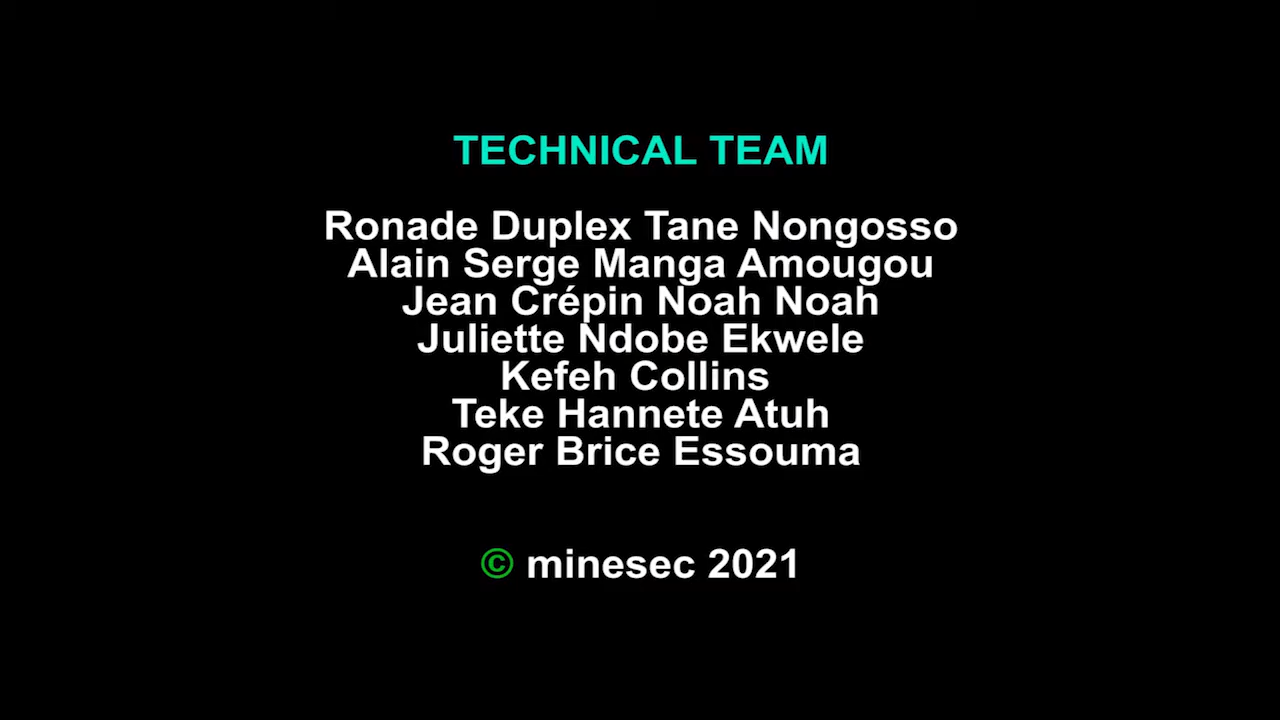 TECHNICAL TEAM
Ronade Duplex Tane Nongosso
Alain Serge Manga Amougou
Jean Crépin Noah Noah
Juliette Ndobe Ekwele
Kefeh Collins
Teke Hannete Atuh
Roger Brice Essouma
© minesec 2021